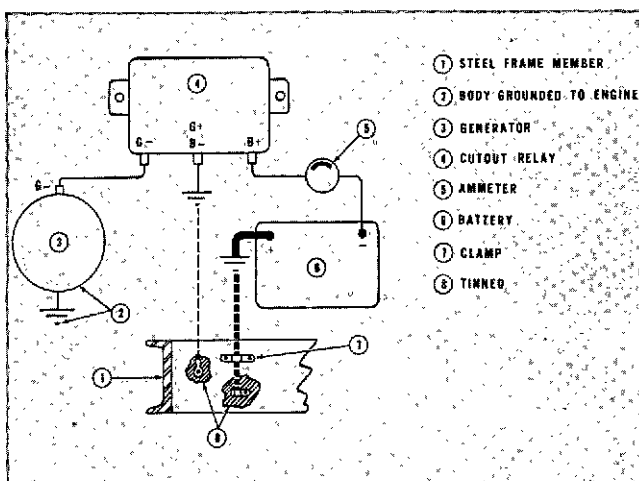 ① STEEL FRAME MEMBER
② BODY GROUNDED TO ENGINE
③ GENERATOR
④ CUTOUT RELAY
⑤ AMMETER
⑥ BATTERY
⑦ CLAMP
⑧ TINNED
④
G+
G- B- B+
⑤
G-
③
+ -
⑥
②
⑦
①
⑧